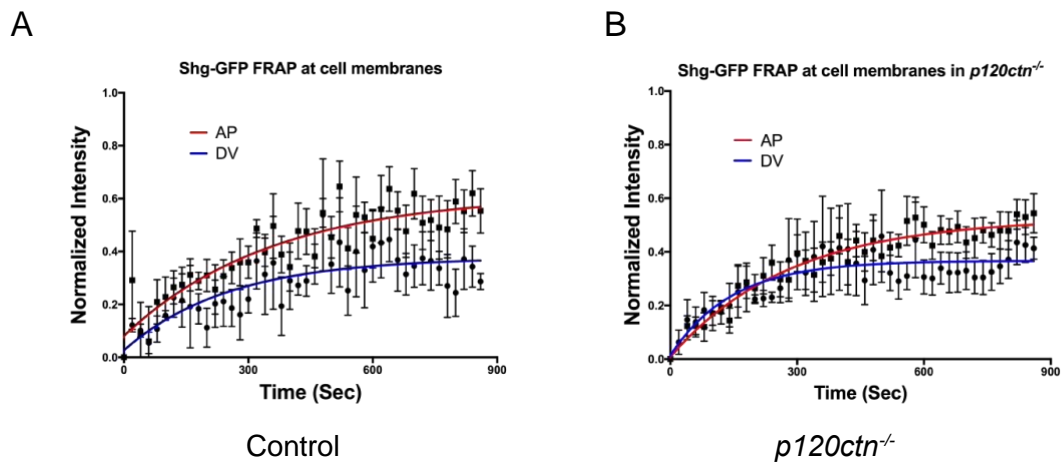 A
Shg-GFP FRAP at cell membranes
Normalized Intensity
1.0
0.8
0.6
0.4
0.2
0.0
AP
DV
0
300
600
900
Time (Sec)
Control
B
Shg-GFP FRAP at cell membranes in p120ctn-/-
Normalized Intensity
1.0
0.8
0.6
0.4
0.2
0.0
AP
DV
0
300
600
900
Time (Sec)
p120ctn-/-